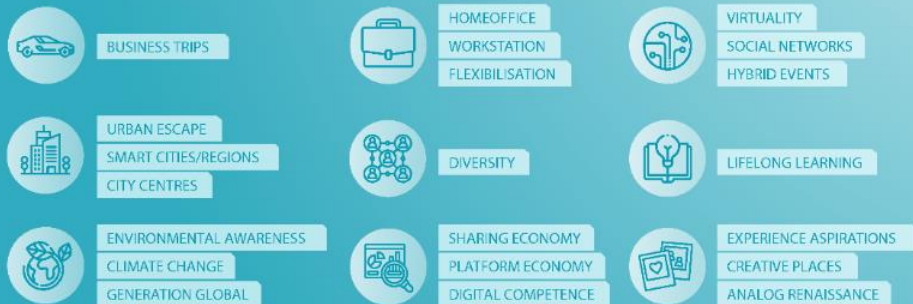 BUSINESS TRIPS
HOMEOFFICE
WORKSTATION
FLEXIBILISATION
VIRTUALITY
SOCIAL NETWORKS
HYBRID EVENTS
URBAN ESCAPE
SMART CITIES/REGIONS
CITY CENTRES
DIVERSITY
LIFELONG LEARNING
ENVIRONMENTAL AWARENESS
CLIMATE CHANGE
GENERATION GLOBAL
SHARING ECONOMY
PLATFORM ECONOMY
DIGITAL COMPETENCE
EXPERIENCE ASPIRATIONS
CREATIVE PLACES
ANALOG RENAISSANCE